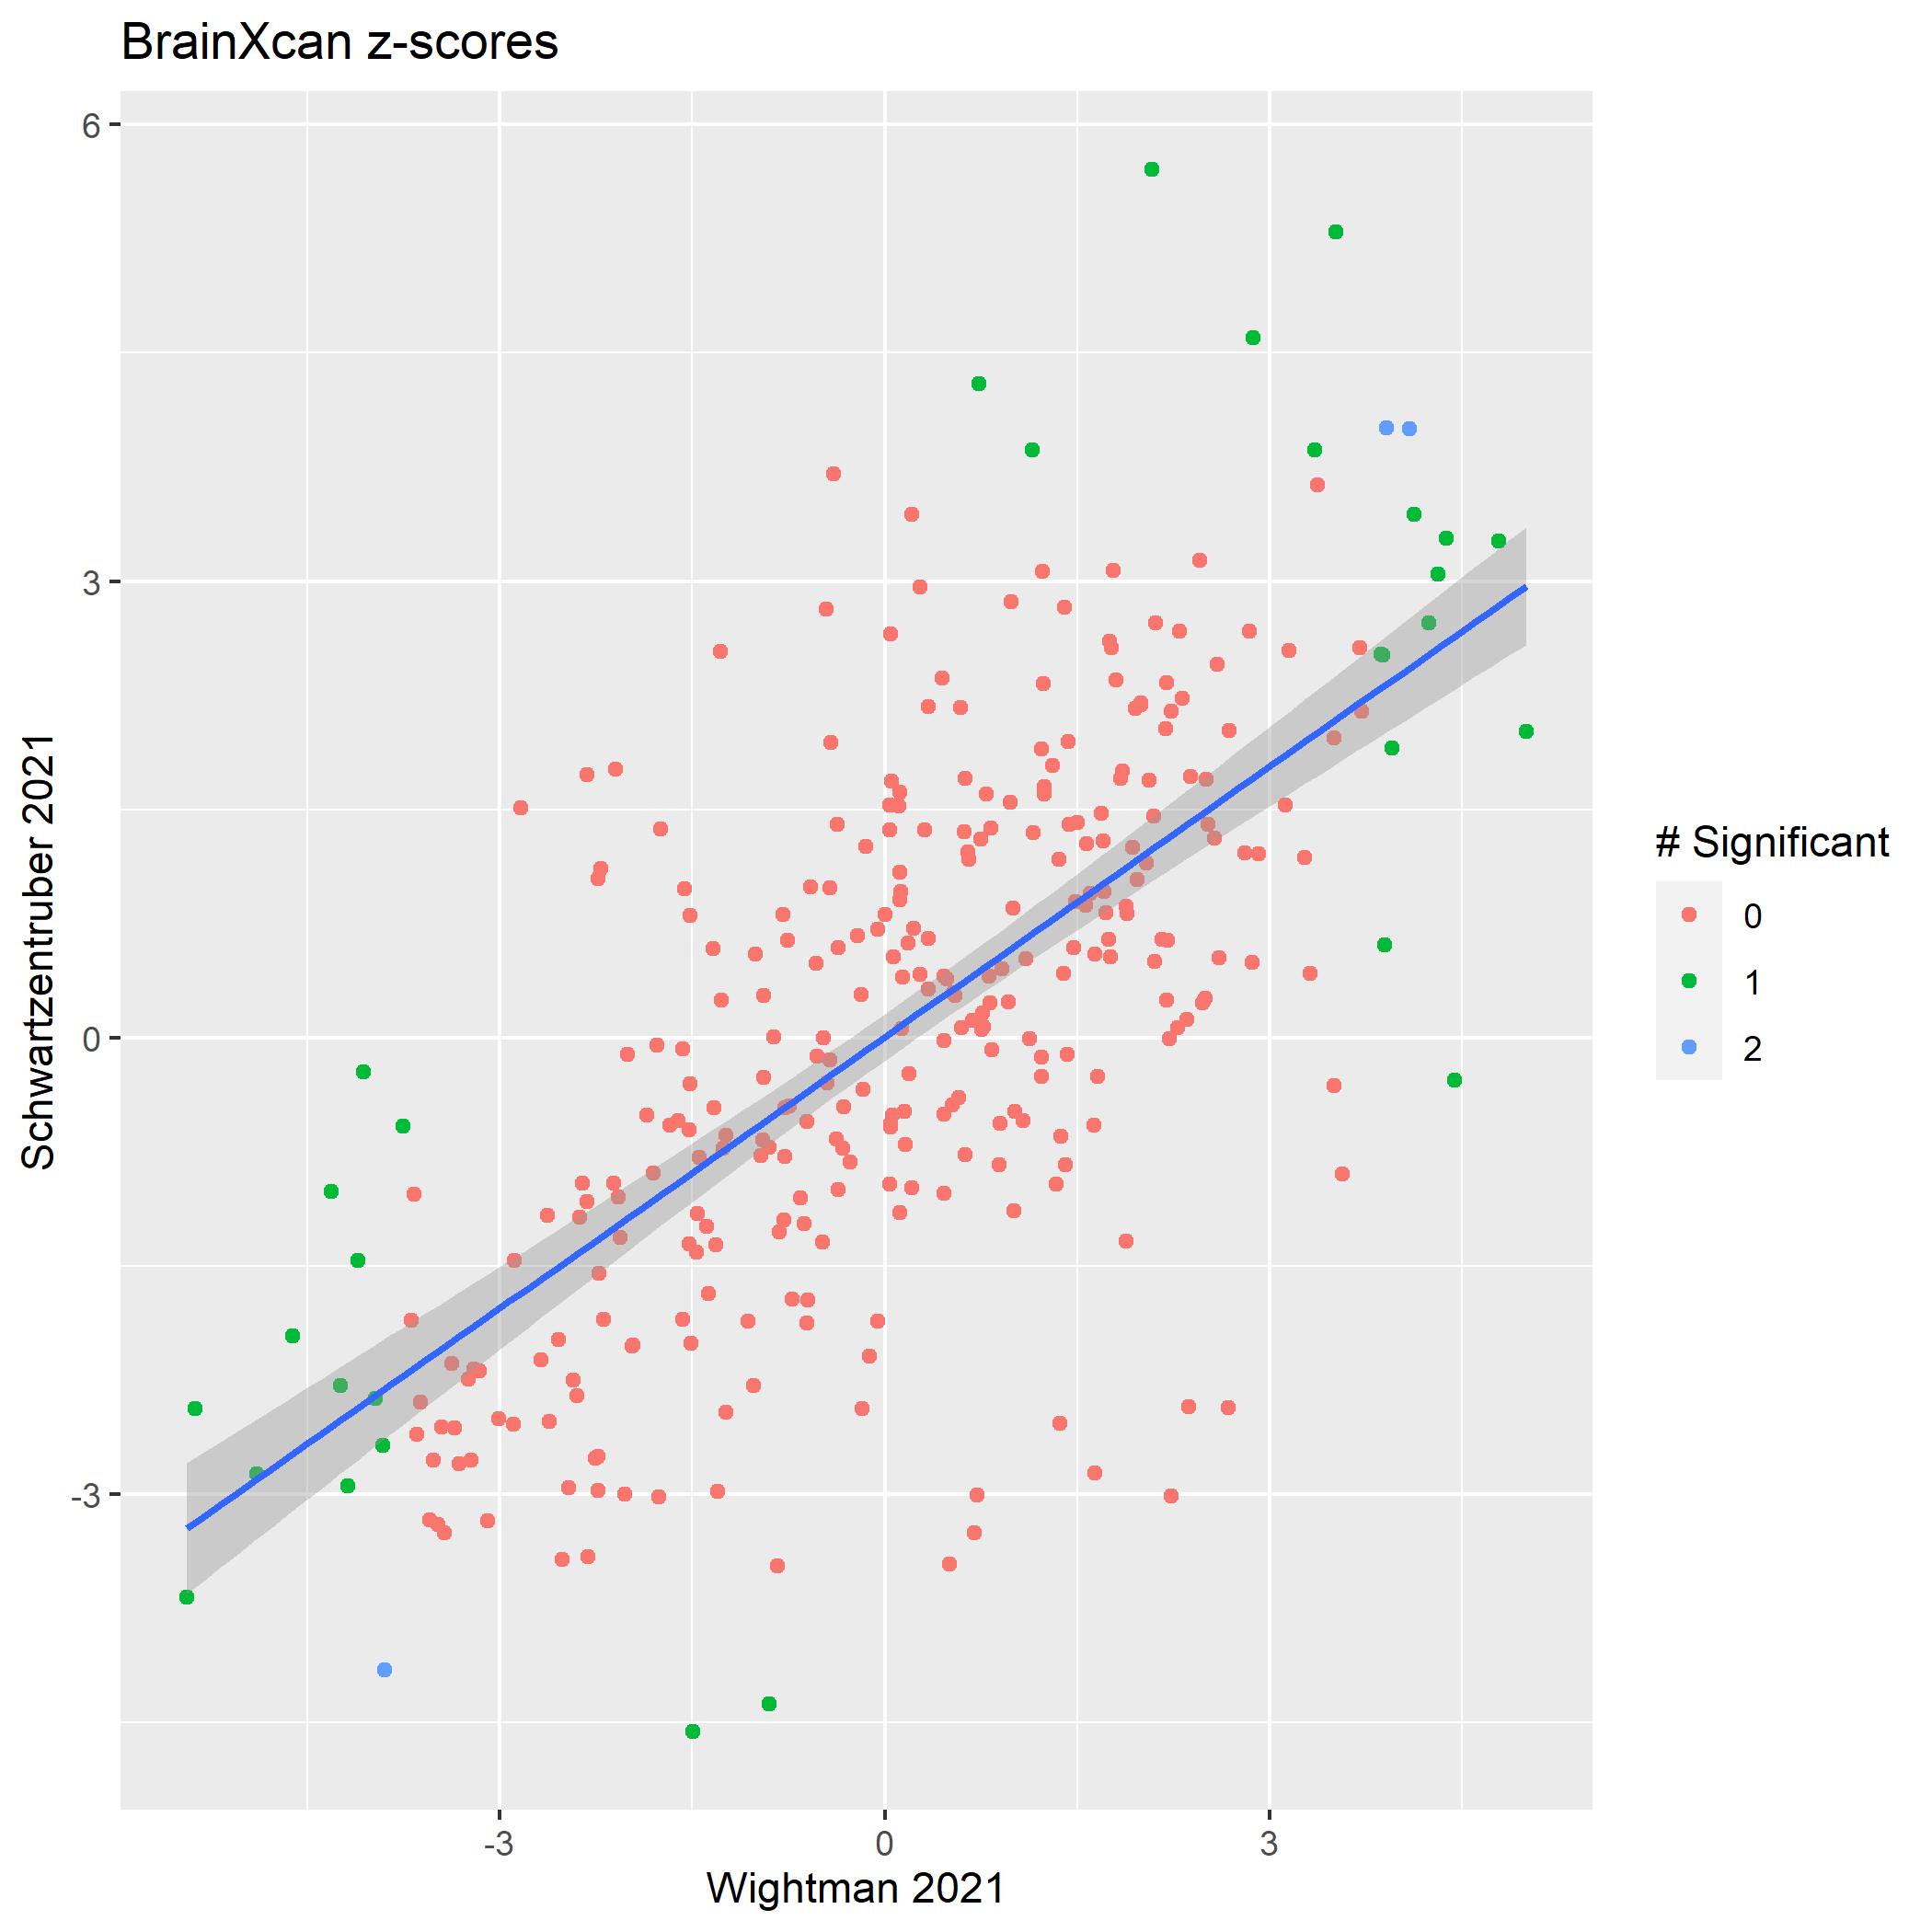 BrainXcan z-scores
6
3
0
-3
Schwartzentruber 2021
-3
0
3
Wightman 2021
# Significant
0
1
2